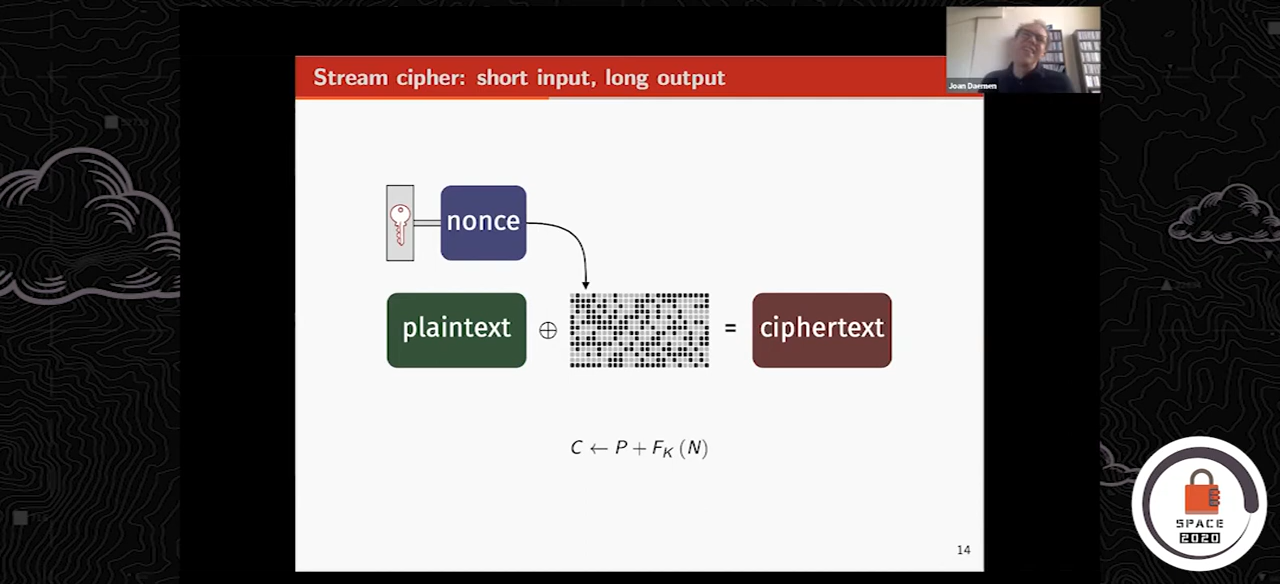 Stream cipher: short input, long output
Joan Daemen
nonce
plaintext ⊕ = ciphertext
C ← P + F_K (N)
14
SPACE
2020